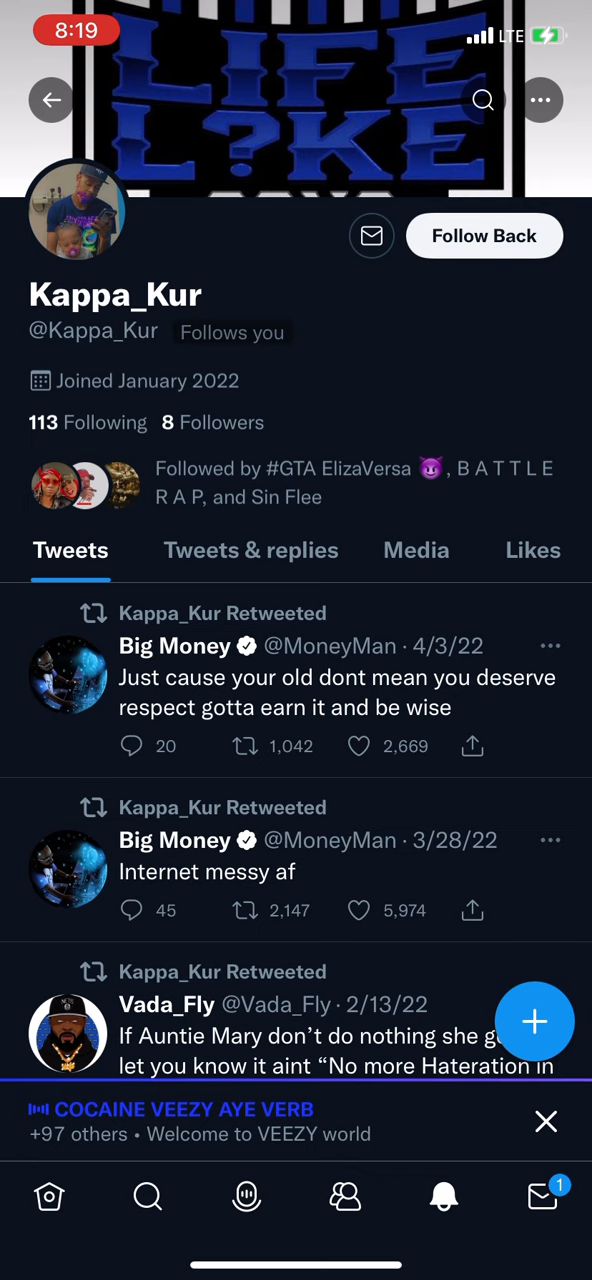 8:19
LTE
LIFE
L?KE
Follow Back
Kappa_Kur
@Kappa_Kur Follows you
Joined January 2022
113 Following 8 Followers
Followed by #GTA ElizaVersa 😈, B A T T L E
R A P, and Sin Flee
Tweets Tweets & replies Media Likes
Kappa_Kur Retweeted
Big Money @MoneyMan · 4/3/22
Just cause your old dont mean you deserve
respect gotta earn it and be wise
20 1,042 2,669
Kappa_Kur Retweeted
Big Money @MoneyMan · 3/28/22
Internet messy af
45 2,147 5,974
Kappa_Kur Retweeted
Vada_Fly @Vada_Fly · 2/13/22
If Auntie Mary don’t do nothing she
let you know it aint “No more Hateration in
COCAINE VEEZY AYE VERB
+97 others • Welcome to VEEZY world
1